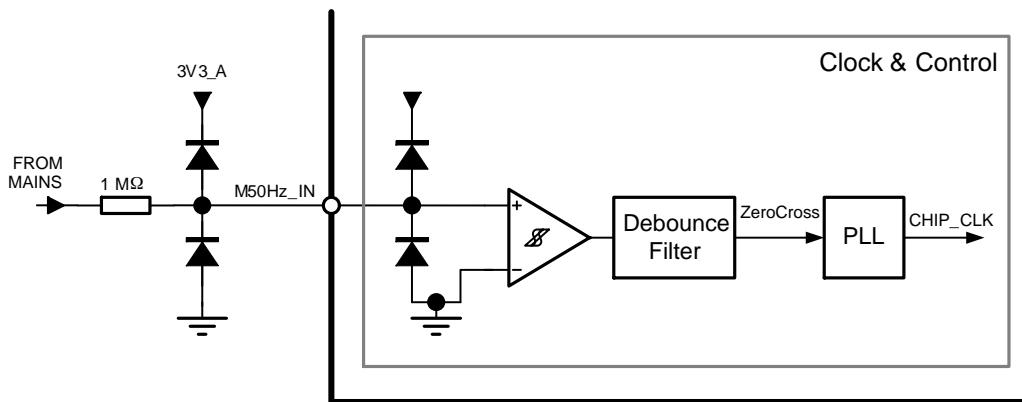 Clock & Control
3V3_A
FROM
MAINS
1 MΩ
M50Hz_IN
+
−
Debounce
Filter
ZeroCross
PLL
CHIP_CLK